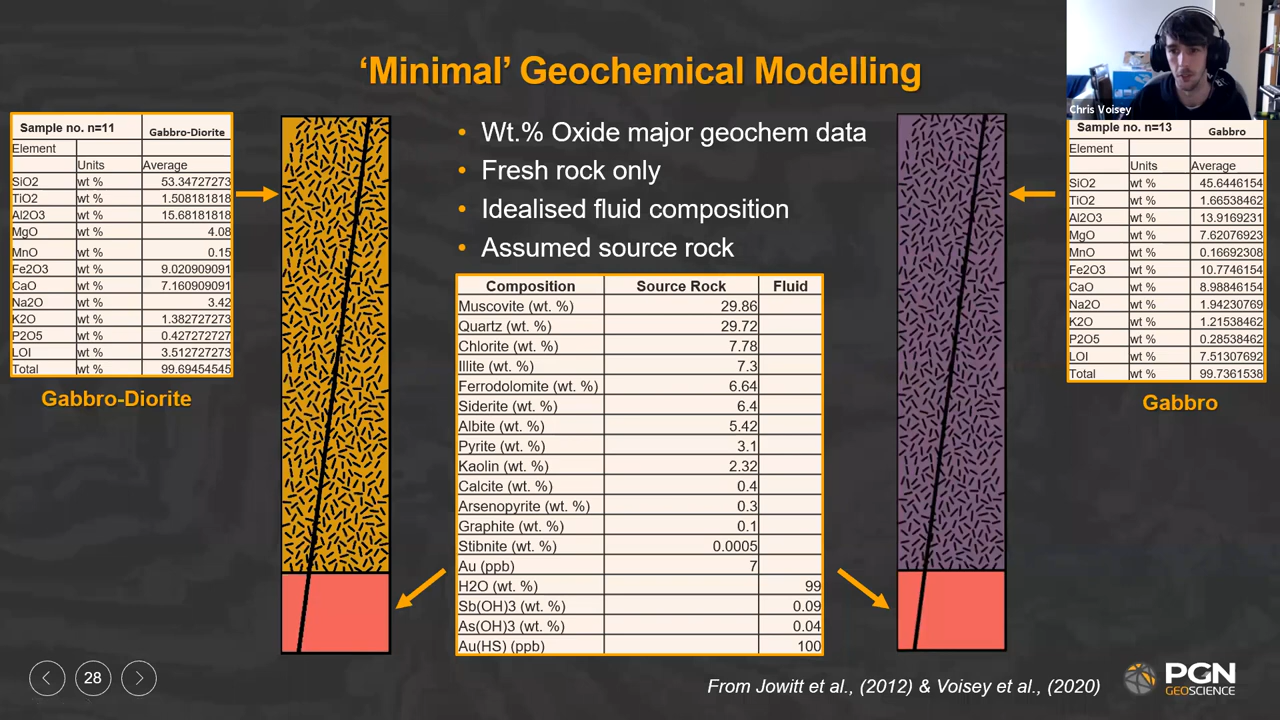 ‘Minimal’ Geochemical Modelling
Chris Voisey
Sample no. n=11 Gabbro-Diorite
Element
Units Average
SiO2 wt % 53.34727273
TiO2 wt % 1.508181818
Al2O3 wt % 15.68181818
MgO wt % 4.08
MnO wt % 0.15
Fe2O3 wt % 9.020909091
CaO wt % 7.160909091
Na2O wt % 3.42
K2O wt % 1.382727273
P2O5 wt % 0.427272727
LOI wt % 3.512727273
Total wt % 99.69454545
Gabbro-Diorite
• Wt.% Oxide major geochem data
• Fresh rock only
• Idealised fluid composition
• Assumed source rock
Composition Source Rock Fluid
Muscovite (wt. %) 29.86
Quartz (wt. %) 29.72
Chlorite (wt. %) 7.78
Illite (wt. %) 7.3
Ferrodolomite (wt. %) 6.64
Siderite (wt. %) 6.4
Albite (wt. %) 5.42
Pyrite (wt. %) 3.1
Kaolin (wt. %) 2.32
Calcite (wt. %) 0.4
Arsenopyrite (wt. %) 0.3
Graphite (wt. %) 0.1
Stibnite (wt. %) 0.0005
Au (ppb) 7
H2O (wt. %) 99
Sb(OH)3 (wt. %) 0.09
As(OH)3 (wt. %) 0.04
Au(HS) (ppb) 100
Sample no. n=13 Gabbro
Element
Units Average
SiO2 wt % 45.6446154
TiO2 wt % 1.66538462
Al2O3 wt % 13.9169231
MgO wt % 7.62076923
MnO wt % 0.16692308
Fe2O3 wt % 10.7746154
CaO wt % 8.98846154
Na2O wt % 1.94230769
K2O wt % 1.21538462
P2O5 wt % 0.28538462
LOI wt % 7.51307692
Total wt % 99.7361538
Gabbro
28
From Jowitt et al., (2012) & Voisey et al., (2020)
PGN
GEOSCIENCE